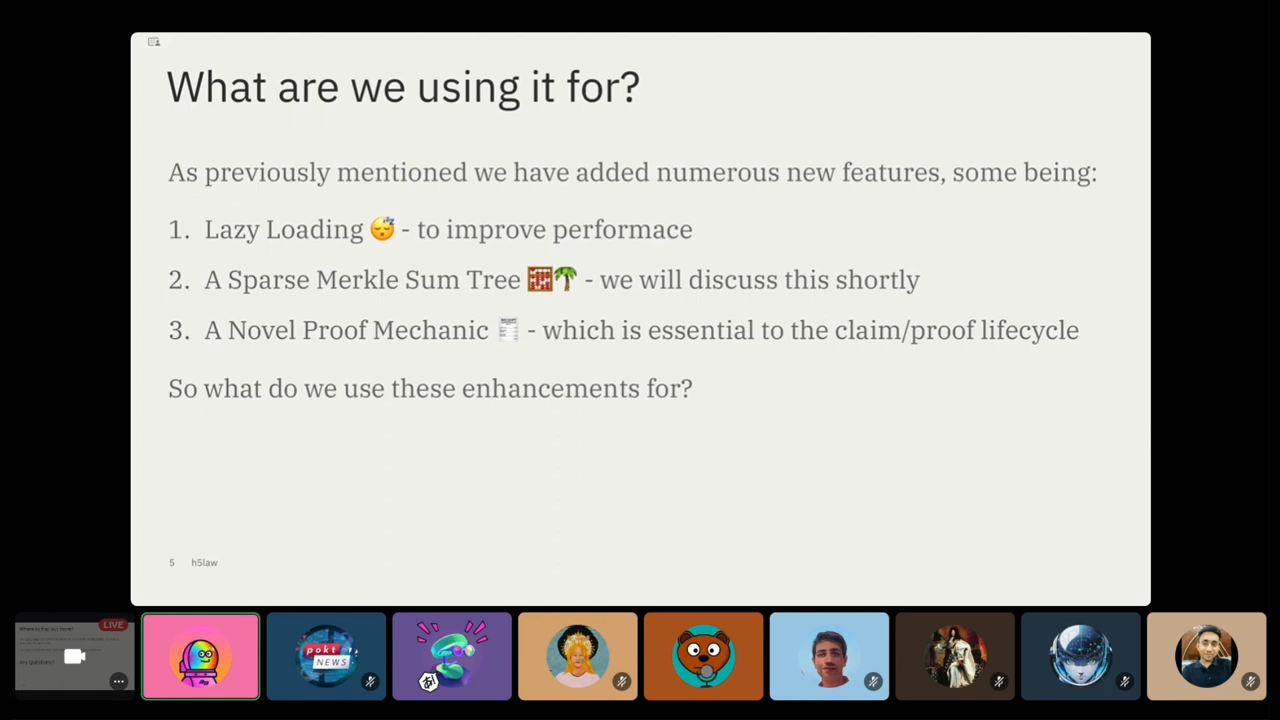 What are we using it for?
As previously mentioned we have added numerous new features, some being:
1. Lazy Loading 😴 - to improve performace
2. A Sparse Merkle Sum Tree 🧮🌴 - we will discuss this shortly
3. A Novel Proof Mechanic 🧾 - which is essential to the claim/proof lifecycle
So what do we use these enhancements for?
5 h5law
LIVE
Any Questions?
pokt
NEWS